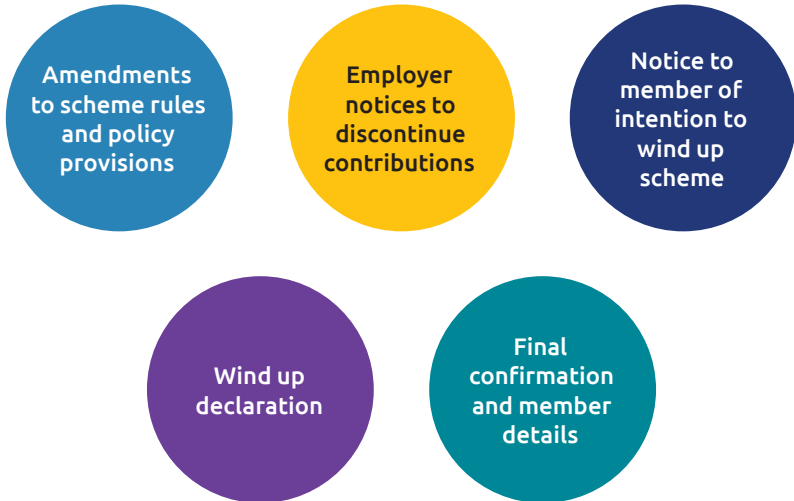 Amendments
to scheme rules
and policy
provisions
Employer
notices to
discontinue
contributions
Notice to
member of
intention to
wind up
scheme
Wind up
declaration
Final
confirmation
and member
details